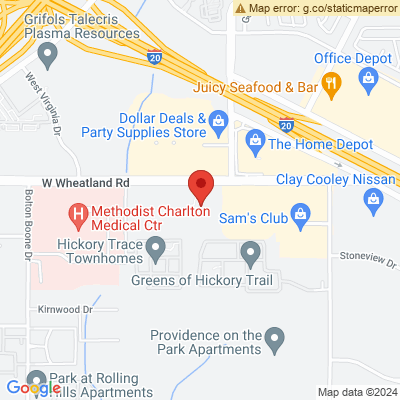 Map error: g.co/staticmaperror
Grifols Talecris
Plasma Resources
20
Office Depot
Juicy Seafood & Bar
West Virginia Dr
Dollar Deals &
Party Supplies Store
20
The Home Depot
W Wheatland Rd
Clay Cooley Nissan
Bolton Boone Dr
H
Methodist Charlton
Medical Ctr
Sam's Club
Hickory Trace
Townhomes
Stoneview Dr
Greens of Hickory Trail
Kirnwood Dr
Providence on the
Park Apartments
Park at Rolling
Hills Apartments
Google
Map data ©2024